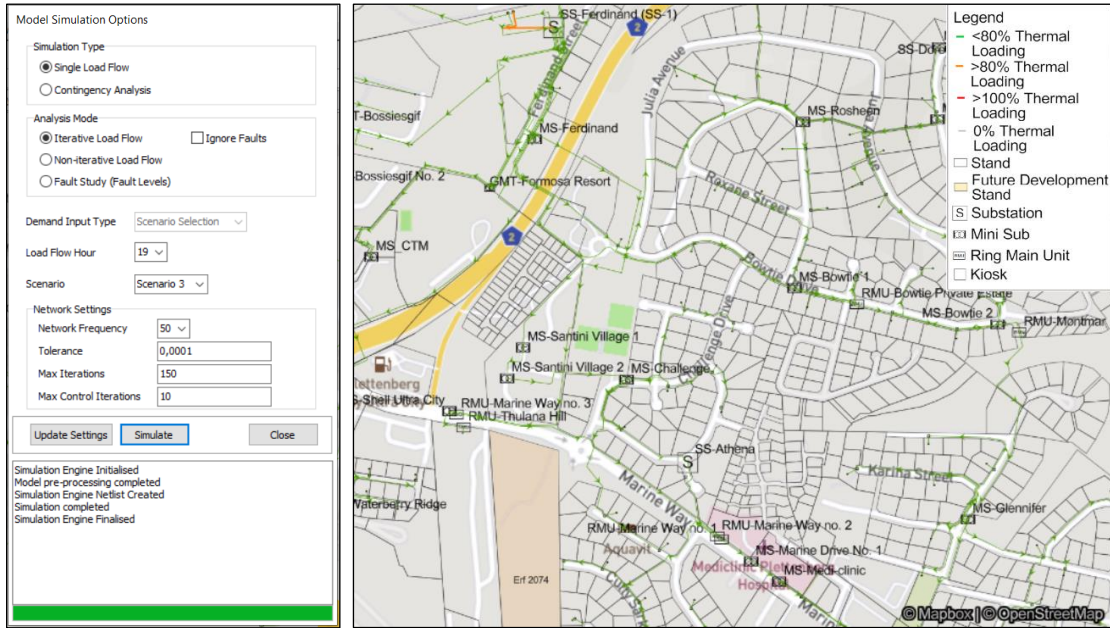 Model Simulation Options
Simulation Type
Single Load Flow
Contingency Analysis
Analysis Mode
Iterative Load Flow
Ignore Faults
Non-iterative Load Flow
Fault Study (Fault Levels)
Demand Input Type
Scenario Selection
Load Flow Hour
19
Scenario
Scenario 3
Network Settings
Network Frequency
50
Tolerance
0,0001
Max Iterations
150
Max Control Iterations
10
Update Settings
Simulate
Close
Simulation Engine Initialised
Model pre-processing completed
Simulation Engine Netlist Created
Simulation completed
Simulation Engine Finalised
SS-Ferdinand (SS-1)
S
2
Ferdinand Street
Julia Avenue
T-Bossiesgif
MS-Ferdinand
MS-Rosheen
Avenue
Bossiesgif No. 2
GMT-Formosa Resort
Roxane Street
2
MS_CTM
Bowtie Drive
MS-Bowtie 1
RMU-Bowtie Private Estate
MS-Bowtie 2
RMU-Montmar
MS-Santini Village 1
MS-Santini Village 2
MS-Challenge
Drive
S-Shell Ultra City
RMU-Marine Way no. 3
RMU-Thulana Hill
SS-Athena
S
Marine Way
Karina Street
Waterberry Ridge
MS-Glennifer
RMU-Marine Way no. 1
RMU-Marine Way no. 2
Aquavit
MS-Marine Drive No. 1
Mediclinic Plettenberg
Hospital
MS-Medi-clinic
Erf 2074
Legend
<80% Thermal
Loading
>80% Thermal
Loading
>100% Thermal
Loading
0% Thermal
Loading
Stand
Future Development
Stand
S
Substation
Mini Sub
Ring Main Unit
Kiosk
© Mapbox | © OpenStreetMap